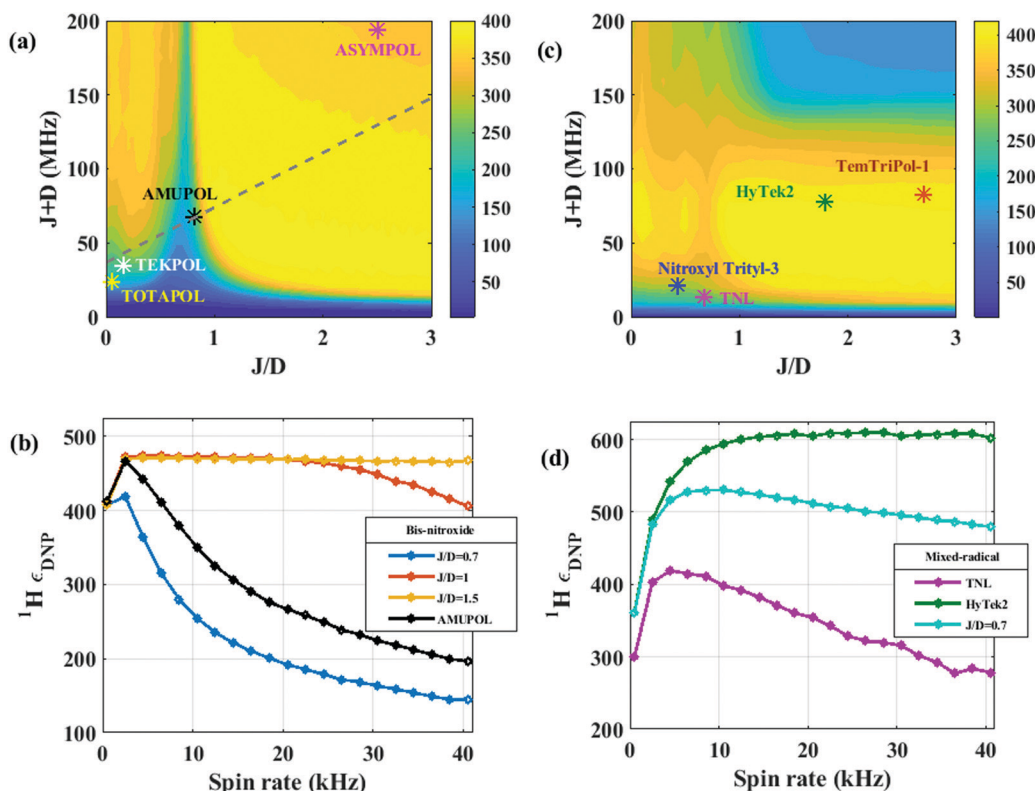 (a)
J+D (MHz)
200
150
100
50
0
0
1
2
3
J/D
ASYMPOL
AMUPOL
TEKPOL
TOTAPOL
400
350
300
250
200
150
100
50
(c)
J+D (MHz)
200
150
100
50
0
0
1
2
3
J/D
TemTriPol-1
HyTek2
Nitroxyl Trityl-3
TNL
400
350
300
250
200
150
100
50
(b)
¹H ϵDNP
500
400
300
200
100
0
10
20
30
40
Spin rate (kHz)
Bis-nitroxide
J/D=0.7
J/D=1
J/D=1.5
AMUPOL
(d)
¹H ϵDNP
600
500
400
300
200
0
10
20
30
40
Spin rate (kHz)
Mixed-radical
TNL
HyTek2
J/D=0.7